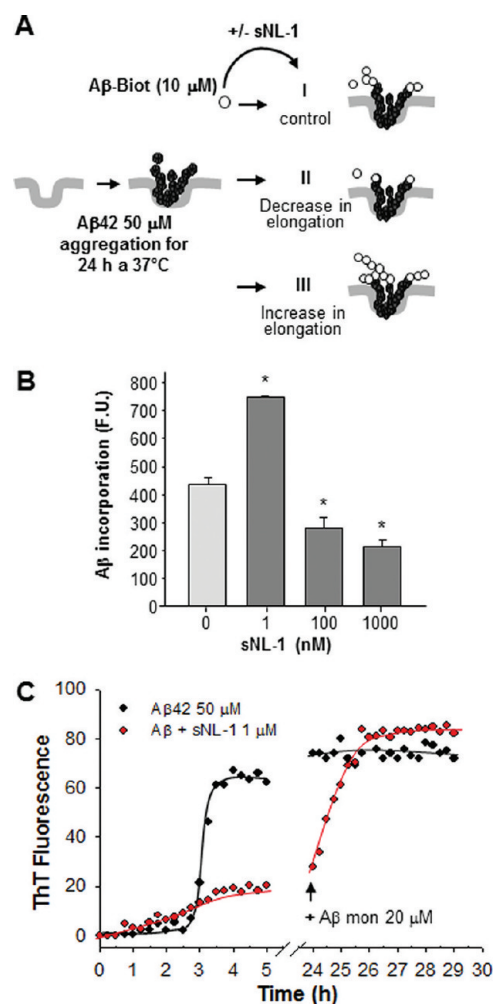 A
+/- sNL-1
Aβ-Biot (10 μM)
I
control
Aβ42 50 μM
aggregation for
24 h a 37°C
II
Decrease in
elongation
III
Increase in
elongation
B
Aβ incorporation (F.U.)
800
700
600
500
400
300
200
100
0
*
*
*
0
1
100
1000
sNL-1 (nM)
C
ThT Fluorescence
100
80
60
40
20
0
Aβ42 50 μM
Aβ + sNL-1 1 μM
+ Aβ mon 20 μM
0 1 2 3 4 5 24 25 26 27 28 29 30
Time (h)